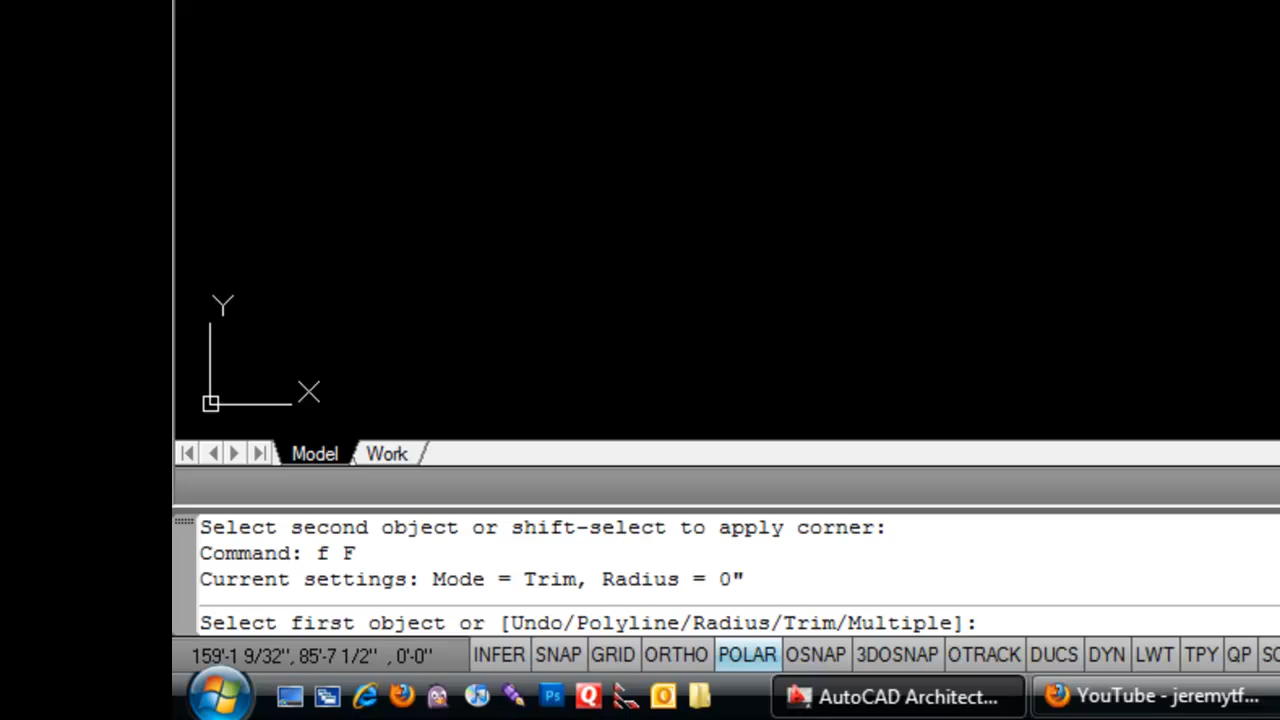 Y
X
Model Work
Select second object or shift-select to apply corner:
Command: f F
Current settings: Mode = Trim, Radius = 0"
Select first object or [Undo/Polyline/Radius/Trim/Multiple]:
159'-1 9/32", 85'-7 1/2" , 0'-0" INFER SNAP GRID ORTHO POLAR OSNAP 3DOSNAP OTRACK DUCS DYN LWT TPY QP SC
Ps Q O AutoCAD Architect... YouTube - jeremytf...